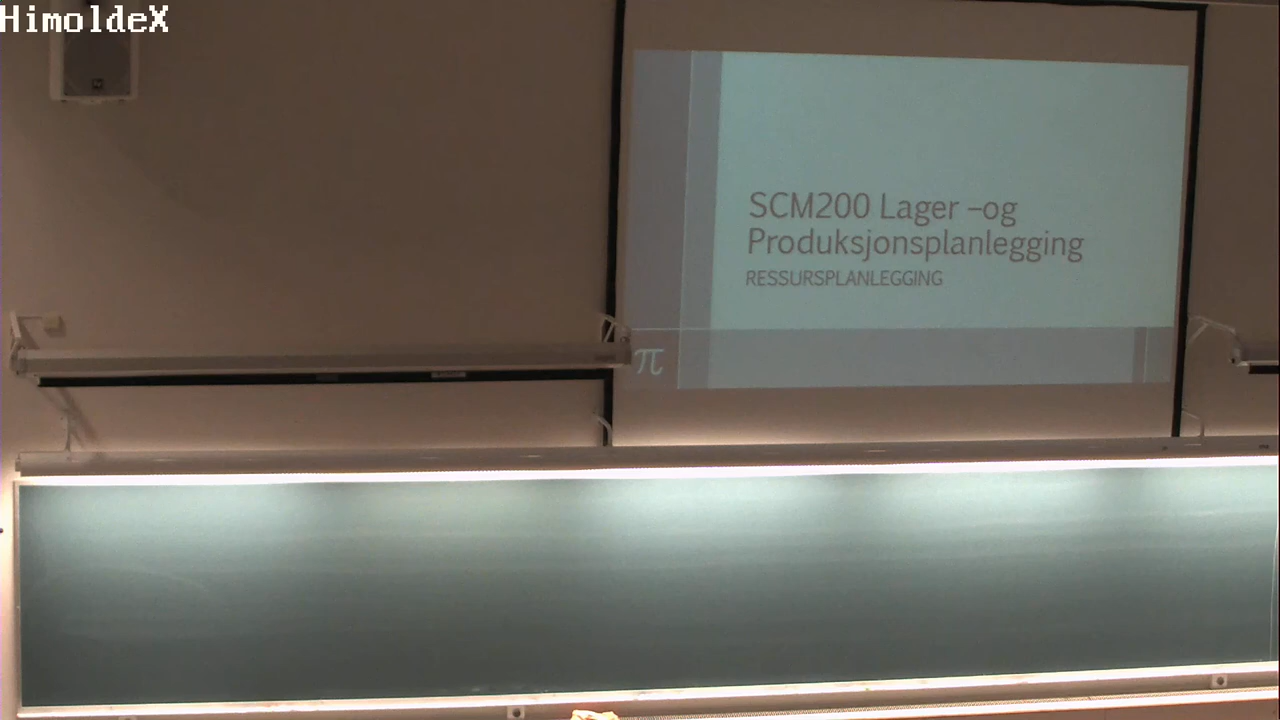 HimoldeX
SCM200 Lager –og
Produksjonsplanlegging
RESSURSPLANLEGGING
π